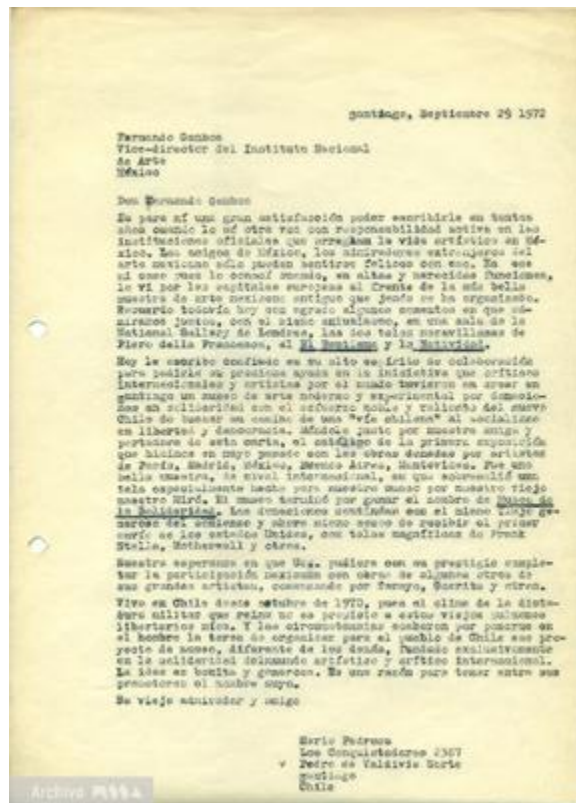 Santiago, Septiembre 29 1972
Fernando Gamboa
Vice-director del Instituto Nacional
de Arte
México
Don Fernando Gamboa
Es para mí una gran satisfacción poder escribirle en tantos
años cuando lo sé otra vez con responsabilidad activa en las
instituciones oficiales que arreglan la vida artística en Mé-
xico. Los amigos de México, los admiradores extranjeros del
arte mexicano sólo pueden sentirse felices con eso. Es ese
mi caso pues lo conocí cuando, en altas y merecidas funciones,
lo vi por las capitales europeas al frente de la más bella
muestra de arte mexicano antiguo que jamás se ha organizado.
Recuerdo todavía hoy con agrado algunos momentos en que ad-
miramos juntos, con el mismo entusiasmo, en una sala de la
National Gallery de Londres, las dos telas maravillosas de
Piero della Francesca, el El Bautismo y la Natividad.
Hoy le escribo confiado en su alto espíritu de colaboración
para pedirle su preciosa ayuda en la iniciativa que críticos
internacionales y artistas por el mundo tuvieron en crear en
Santiago un museo de arte moderno y experimental por donacio-
nes en solidaridad con el esfuerzo noble y valiente del nuevo
Chile de buscar un camino de una "vía chilena" al socialismo
en libertad y democracia. Mándole junto por nuestro amigo y
portadora de esta carta, el catálogo de la primera exposición
que hicimos en mayo pasado con las obras donadas por artistas
de París, Madrid, México, Buenos Aires, Montevideo. Fue una
bella muestra, de nivel internacional, en que sobresalió una
tela especialmente hecha para nuestro museo por nuestro viejo
maestro Miró. El museo terminó por ganar el nombre de Museo de
la Solidaridad. Las donaciones continúan con el mismo flujo ge-
neroso del comienzo y ahora mismo acabo de recibir el primer
envío de los Estados Unidos, con telas magníficas de Frank
Stella, Motherwell y otros.
Nuestra esperanza es que Ud. pudiera con su prestigio comple-
tar la participación mexicana con obras de algunos otros de
sus grandes artistas, comenzando por Tamayo, Goeritz y otros.
Vivo en Chile desde octubre de 1970, pues el clima de la dicta-
dura militar que reina no es propicio a estos viejos pulmones
libertarios míos. Y las circunstancias acabaron por ponerme en
el hombro la tarea de organizar para el pueblo de Chile ese pro-
yecto de museo, diferente de los demás, fundado exclusivamente
en la solidaridad del mundo artístico y crítico internacional.
La idea es bonita y generosa. Es una razón para tener entre sus
promotores el nombre suyo.
Su viejo admirador y amigo
Mario Pedrosa
Los Conquistadores 2387
Pedro de Valdivia Norte
Santiago
Chile
Archivo MSSA